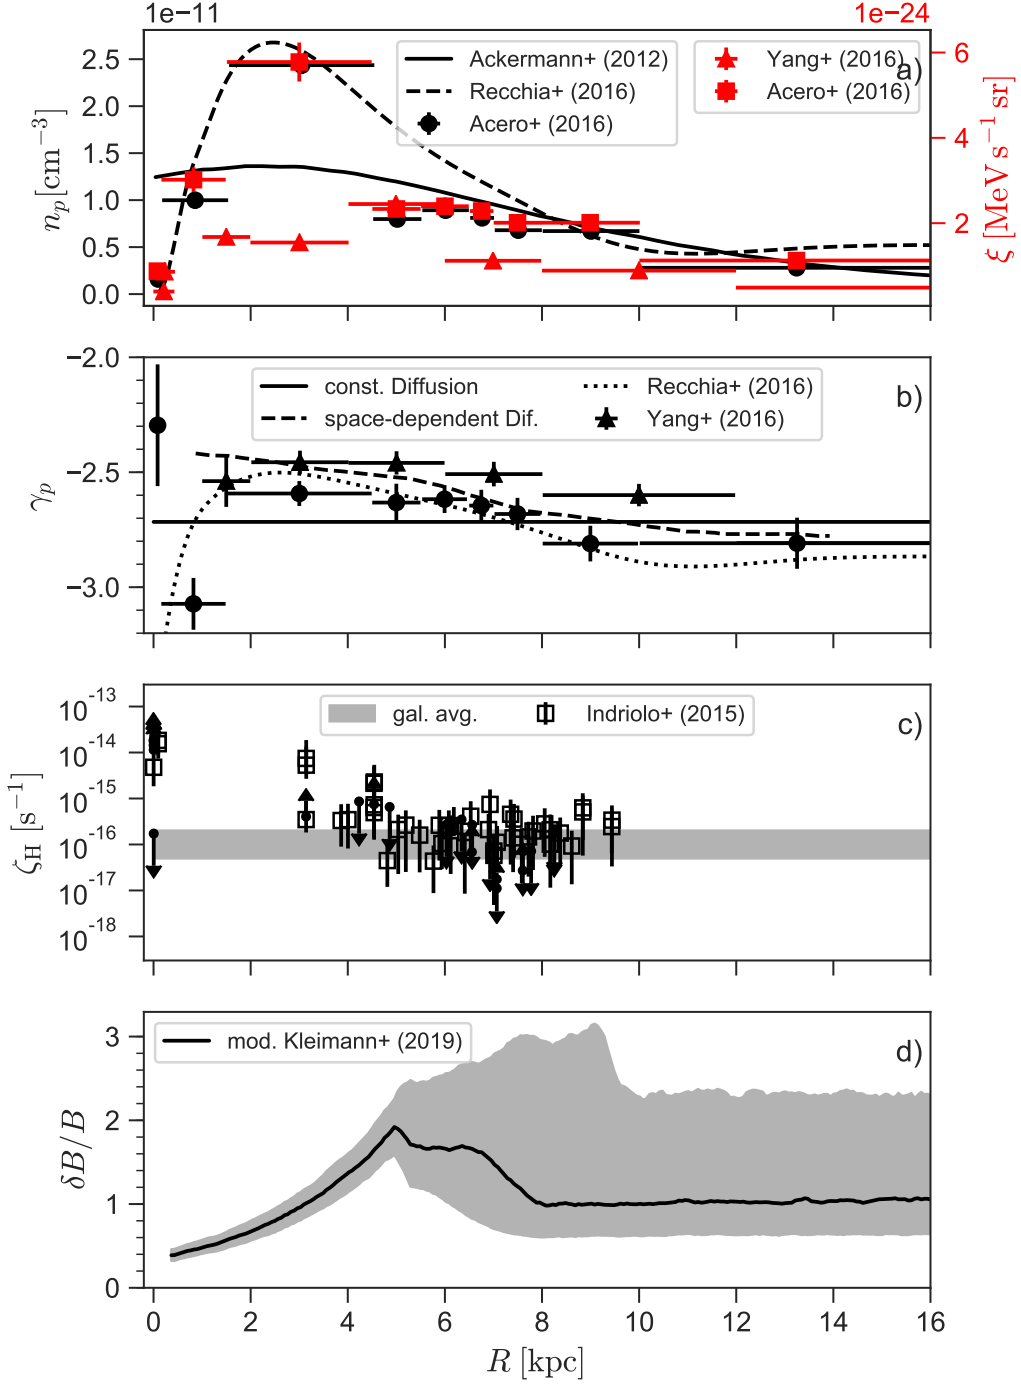 1e−11 1e−24
Ackermann+ (2012)
Recchia+ (2016)
Acero+ (2016)
Yang+ (2016)
Acero+ (2016)
a)
2.5
2.0
1.5
1.0
0.5
0.0
n_p[cm⁻³]
6
4
2
ξ [MeV s⁻¹ sr]
−2.0
−2.5
−3.0
γ_p
const. Diffusion
space-dependent Dif.
Recchia+ (2016)
Yang+ (2016)
b)
10⁻¹³
10⁻¹⁴
10⁻¹⁵
10⁻¹⁶
10⁻¹⁷
10⁻¹⁸
ζ_H [s⁻¹]
gal. avg.
Indriolo+ (2015)
c)
3
2
1
0
δB/B
mod. Kleimann+ (2019)
d)
0 2 4 6 8 10 12 14 16
R [kpc]